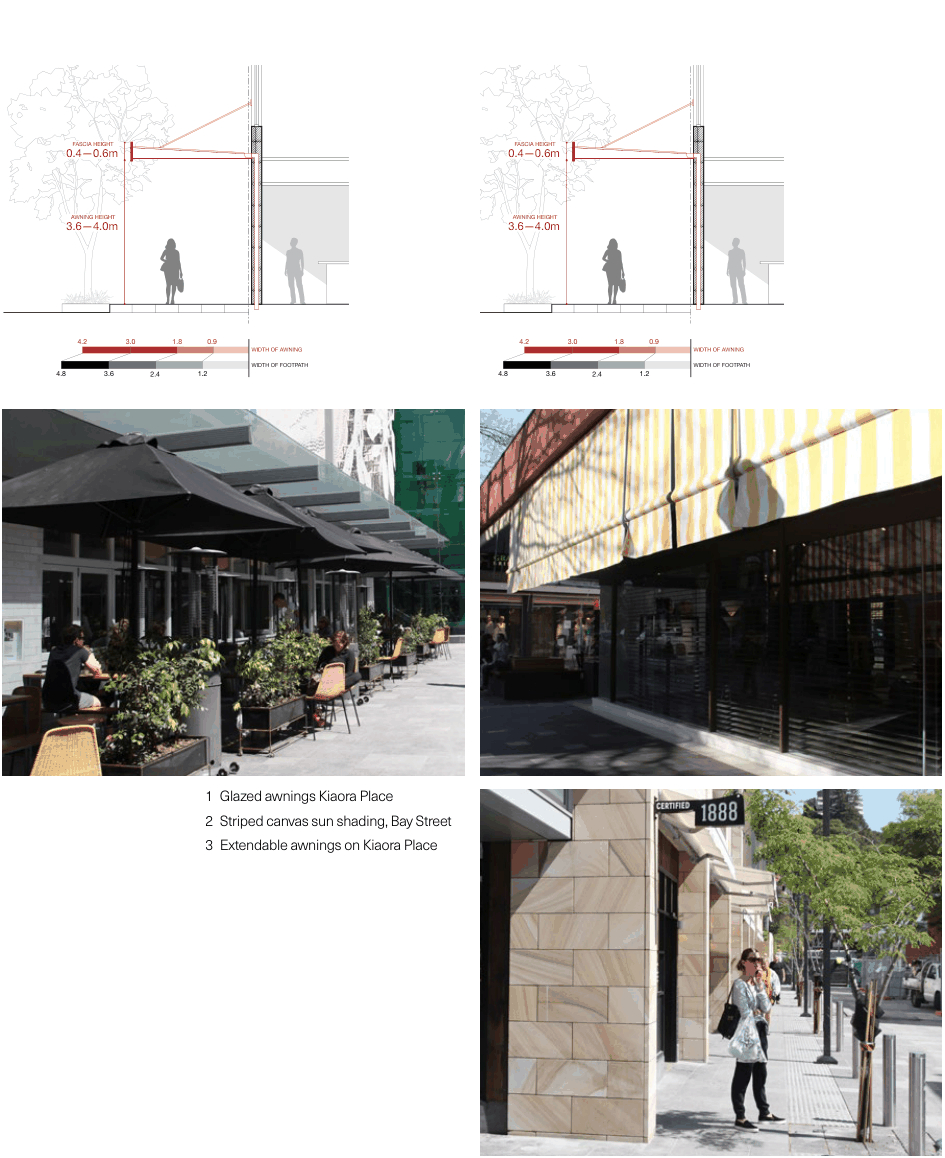 FASCIA HEIGHT
0.4—0.6m
AWNING HEIGHT
3.6—4.0m
4.2 3.0 1.8 0.9
WIDTH OF AWNING
WIDTH OF FOOTPATH
4.8 3.6 2.4 1.2
FASCIA HEIGHT
0.4—0.6m
AWNING HEIGHT
3.6—4.0m
4.2 3.0 1.8 0.9
WIDTH OF AWNING
WIDTH OF FOOTPATH
4.8 3.6 2.4 1.2
1 Glazed awnings Kiaora Place
2 Striped canvas sun shading, Bay Street
3 Extendable awnings on Kiaora Place
CERTIFIED 1888